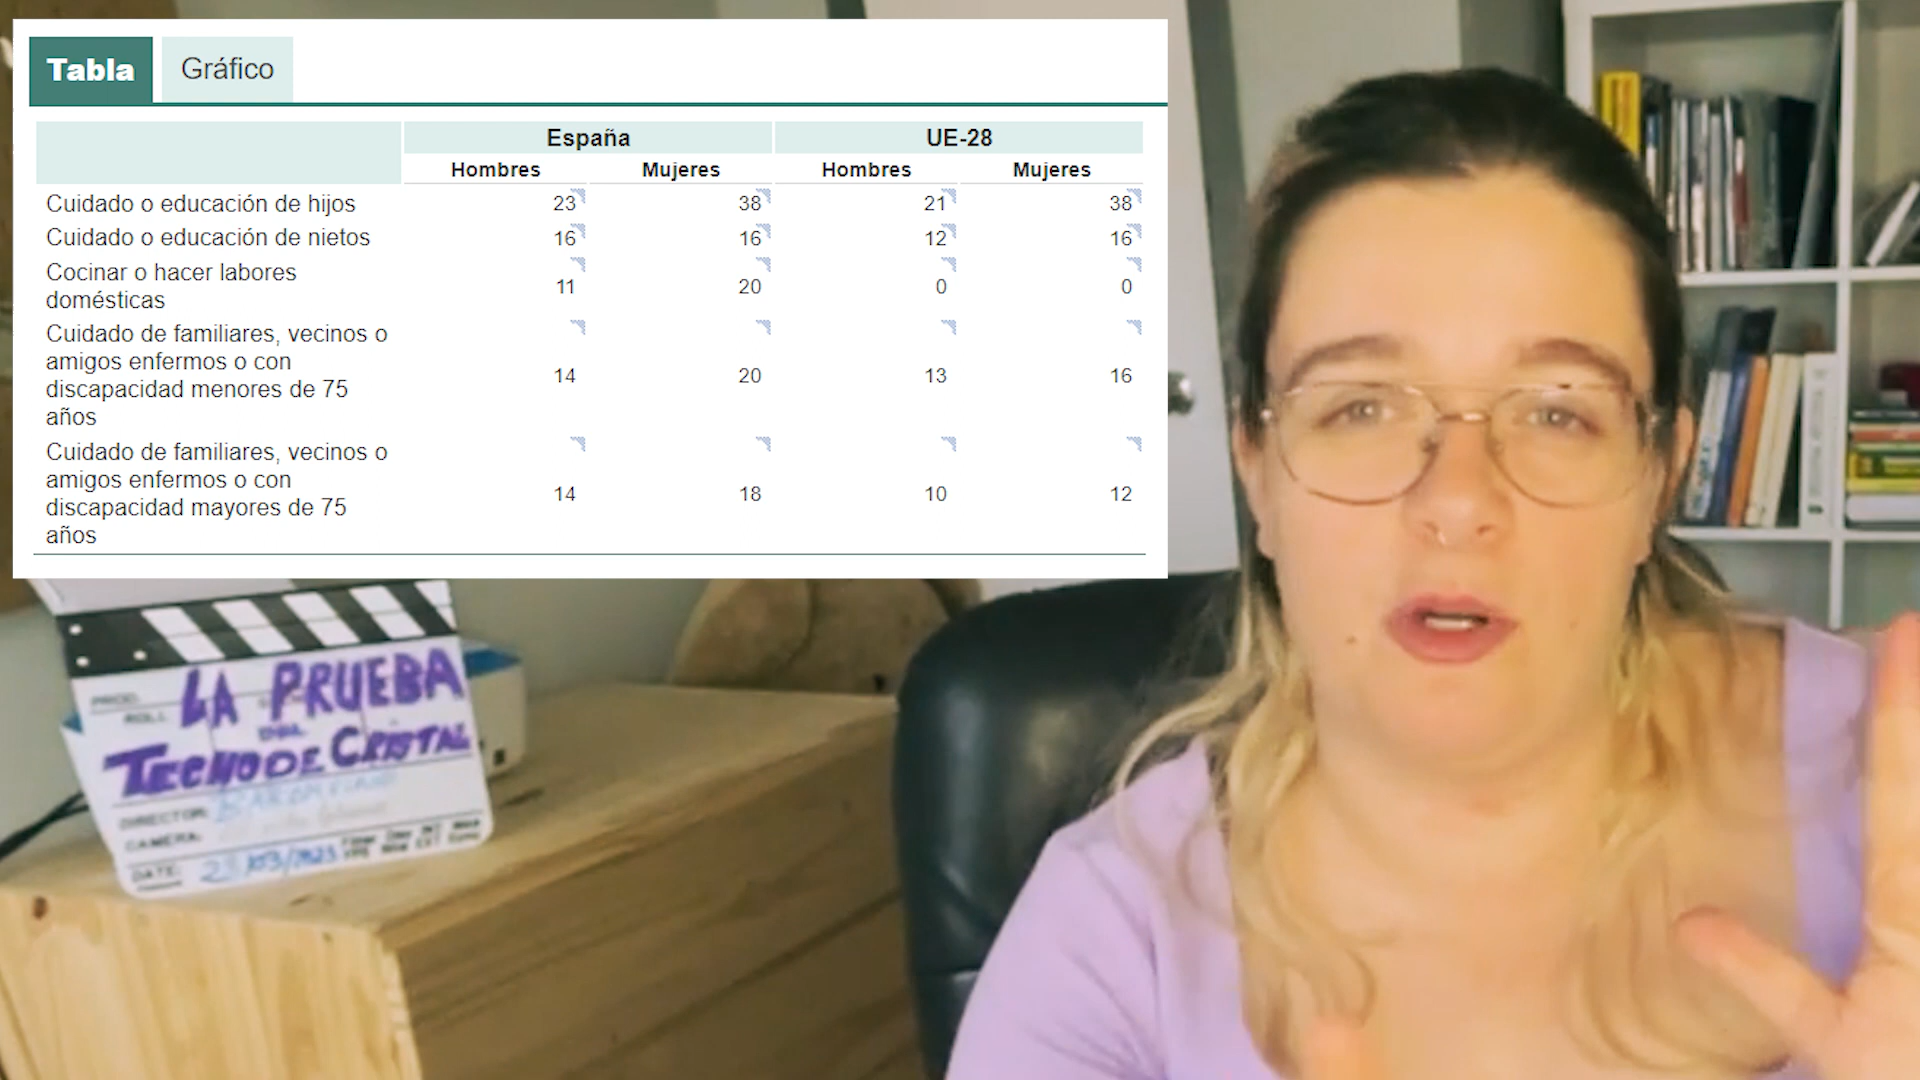 Tabla Gráfico
España UE-28
Hombres Mujeres Hombres Mujeres
Cuidado o educación de hijos 23 38 21 38
Cuidado o educación de nietos 16 16 12 16
Cocinar o hacer labores
domésticas 11 20 0 0
Cuidado de familiares, vecinos o
amigos enfermos o con
discapacidad menores de 75 14 20 13 16
años
Cuidado de familiares, vecinos o
amigos enfermos o con
discapacidad mayores de 75 14 18 10 12
años
PROD.
ROLL
LA PRUEBA
DEL
TECHO DE CRISTAL
DIRECTOR:
CAMERA:
DATE: